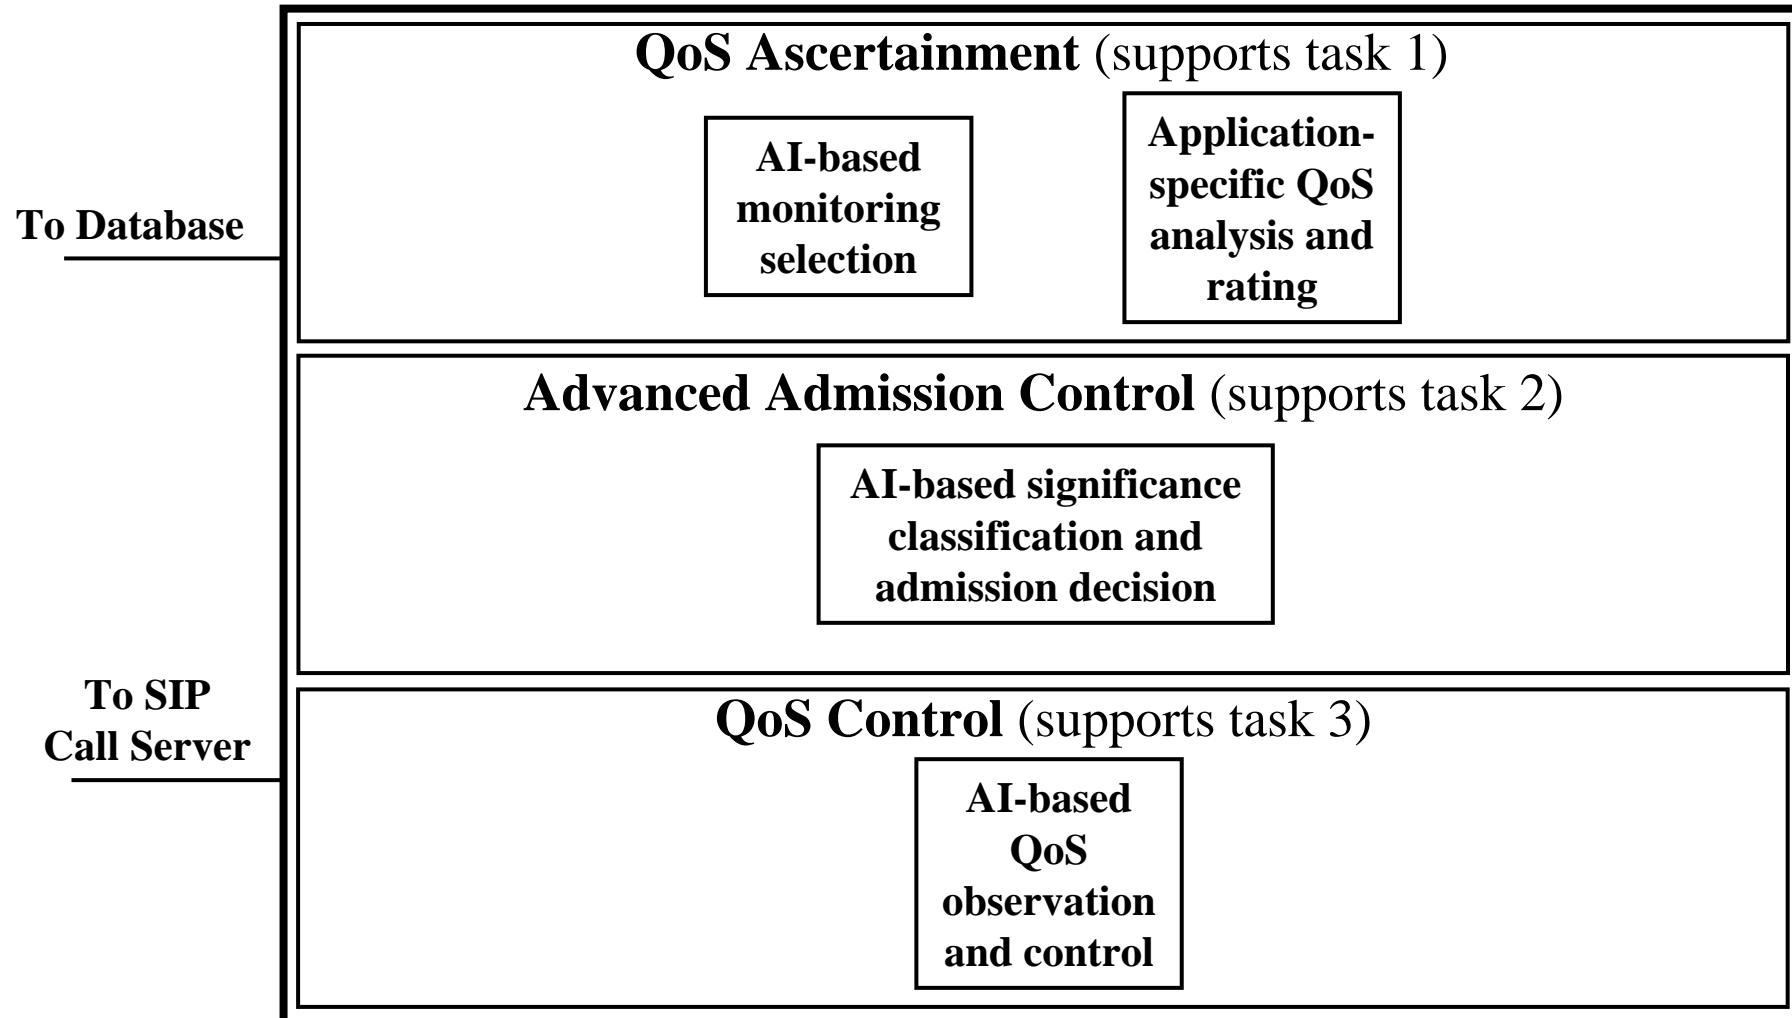 QoS Ascertainment (supports task 1)
AI-based
monitoring
selection
Application-
specific QoS
analysis and
rating
To Database
Advanced Admission Control (supports task 2)
AI-based significance
classification and
admission decision
To SIP
Call Server
QoS Control (supports task 3)
AI-based
QoS
observation
and control